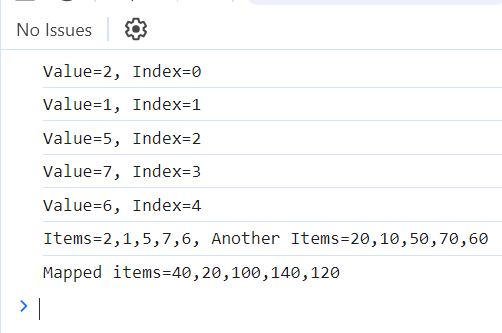 No Issues
Value=2, Index=0
Value=1, Index=1
Value=5, Index=2
Value=7, Index=3
Value=6, Index=4
Items=2,1,5,7,6, Another Items=20,10,50,70,60
Mapped items=40,20,100,140,120
>